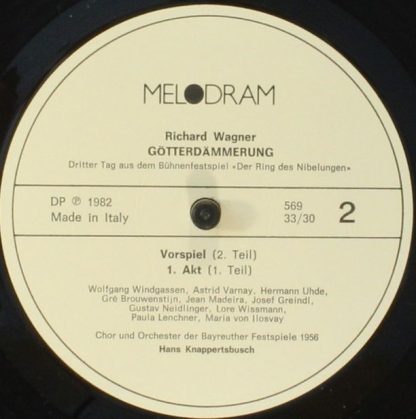 MELODRAM
Richard Wagner
GÖTTERDÄMMERUNG
Dritter Tag aus dem Bühnenfestspiel «Der Ring des Nibelungen»
DP ℗ 1982
Made in Italy
569
33/30
2
Vorspiel (2. Teil)
1. Akt (1. Teil)
Wolfgang Windgassen, Astrid Varnay, Hermann Uhde,
Gré Brouwenstijn, Jean Madeira, Josef Greindl,
Gustav Neidlinger, Lore Wissmann,
Paula Lenchner, Maria von Ilosvay
Chor und Orchester der Bayreuther Festspiele 1956
Hans Knappertsbusch